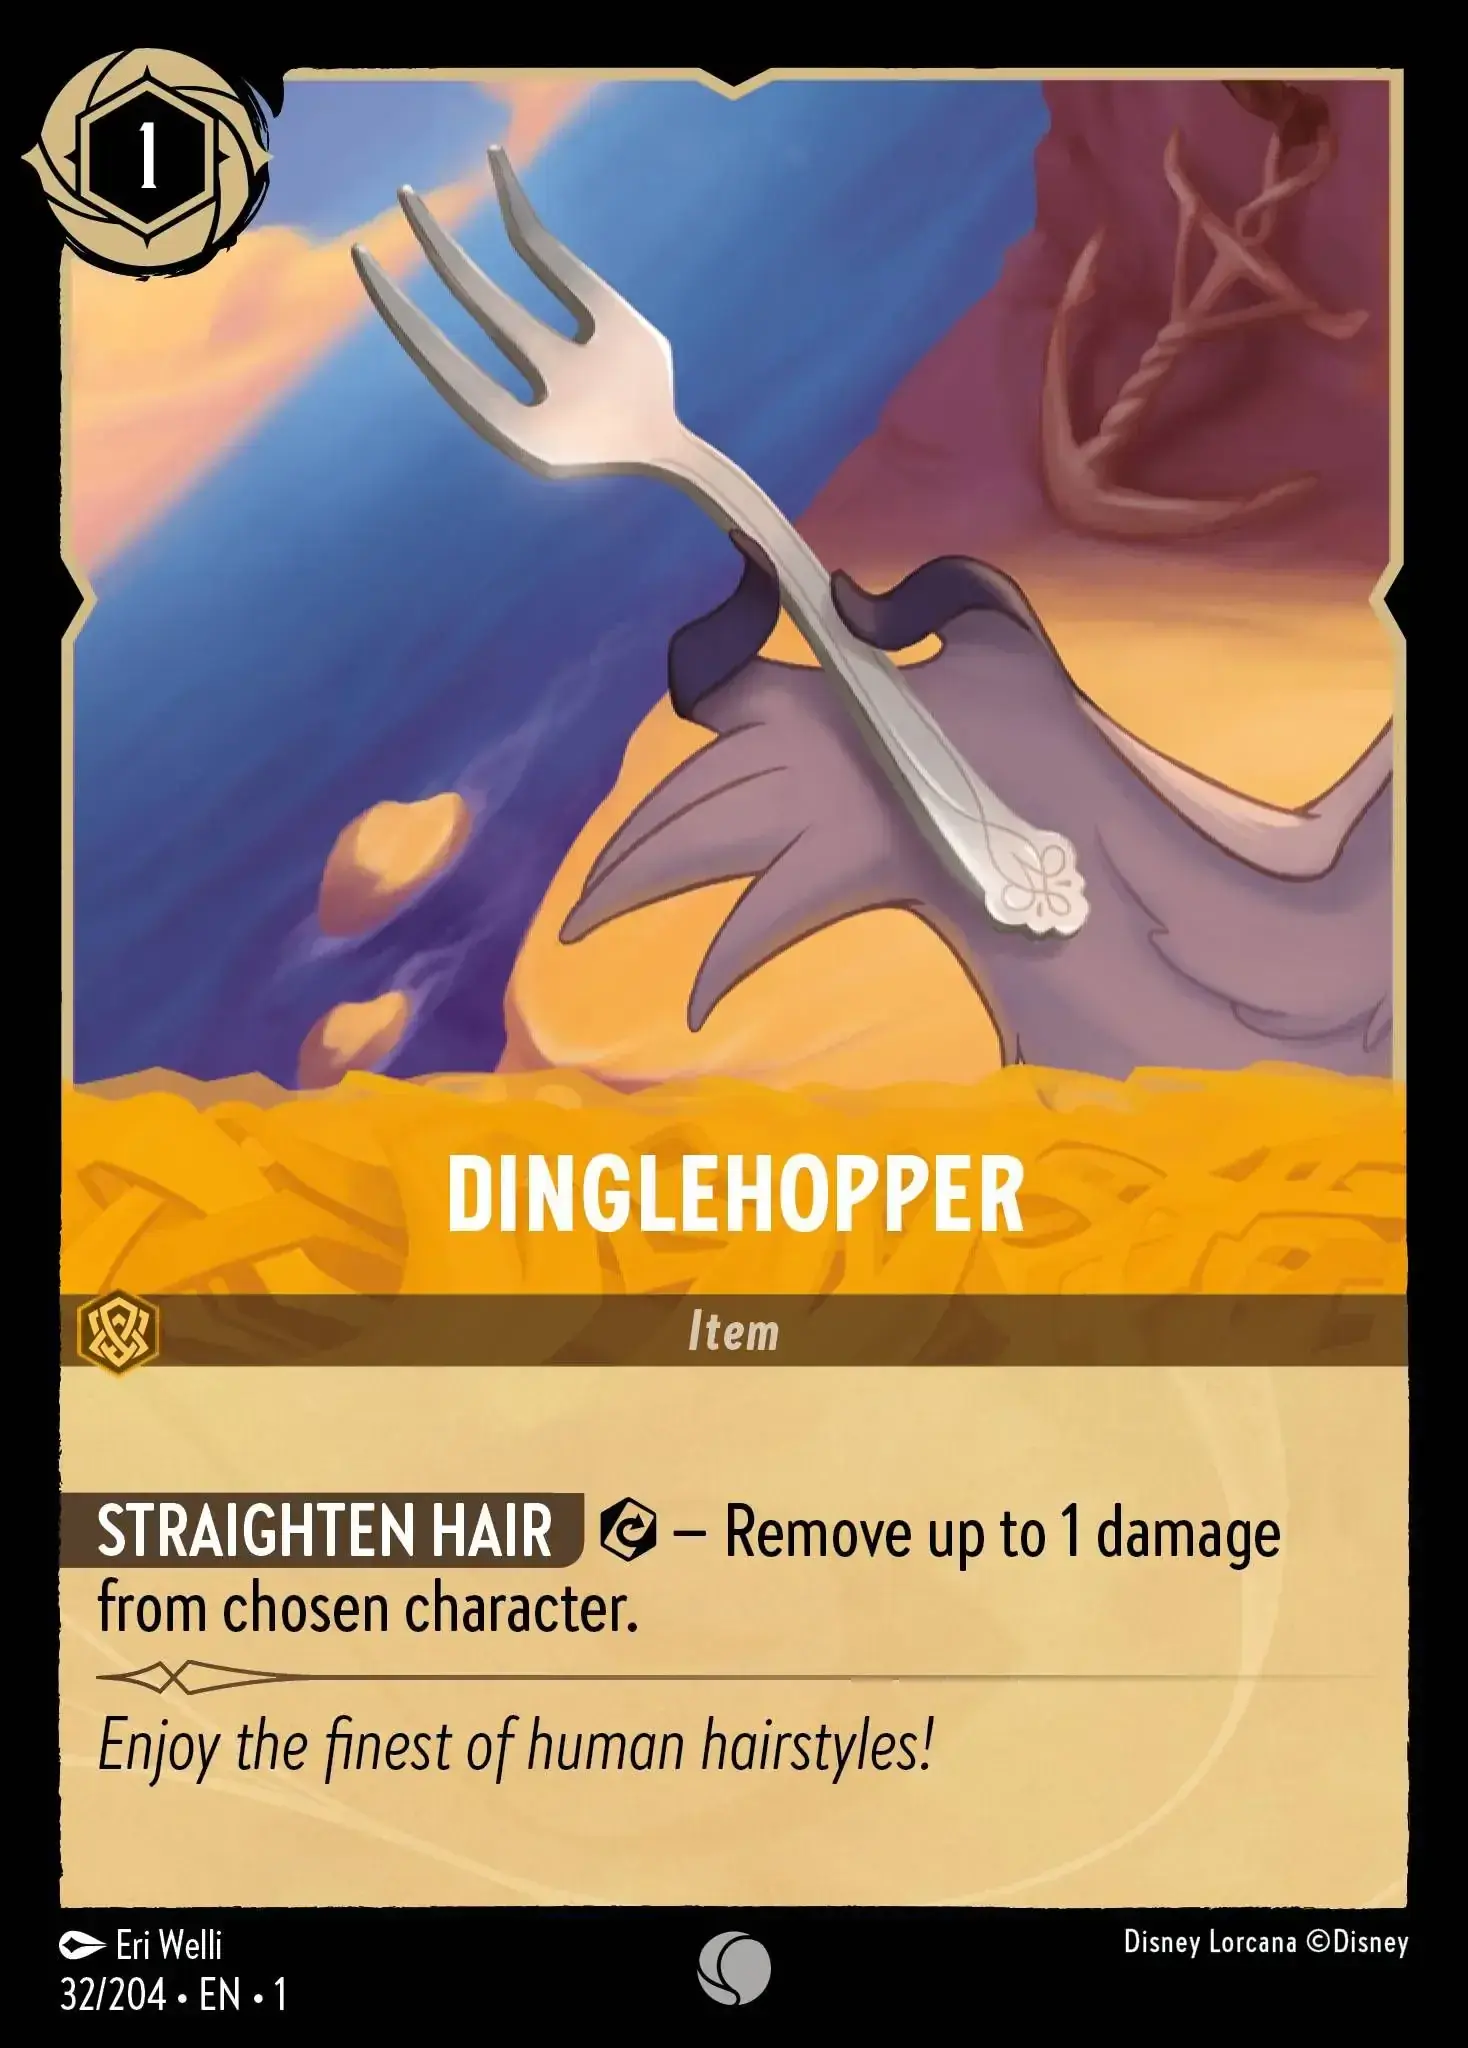 1
DINGLEHOPPER
Item
STRAIGHTEN HAIR — Remove up to 1 damage
from chosen character.
Enjoy the finest of human hairstyles!
Eri Welli
Disney Lorcana ©Disney
32/204 • EN • 1